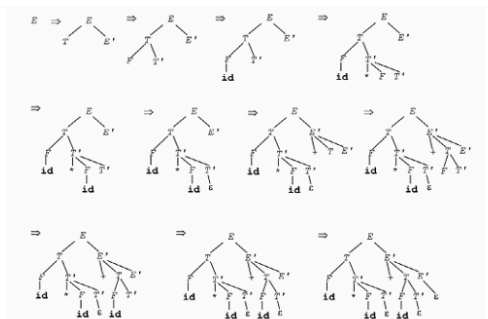 E ⇒ E
T E'
⇒ E
T E'
F T'
⇒ E
T E'
F T'
id
⇒ E
T E'
F T'
id * F T'
⇒ E
T E'
F T'
id * F T'
id
⇒ E
T E'
F T'
id * F T'
id ε
⇒ E
T E'
F T' + T E'
id * F T'
id ε
⇒ E
T E'
F T' + T E'
id * F T' F T'
id ε
⇒ E
T E'
F T' + T E'
id * F T' F T'
id ε id
⇒ E
T E'
F T' + T E'
id * F T' F T'
id ε id ε
⇒ E
T E'
F T' + T E'
id * F T' F T' ε
id ε id ε